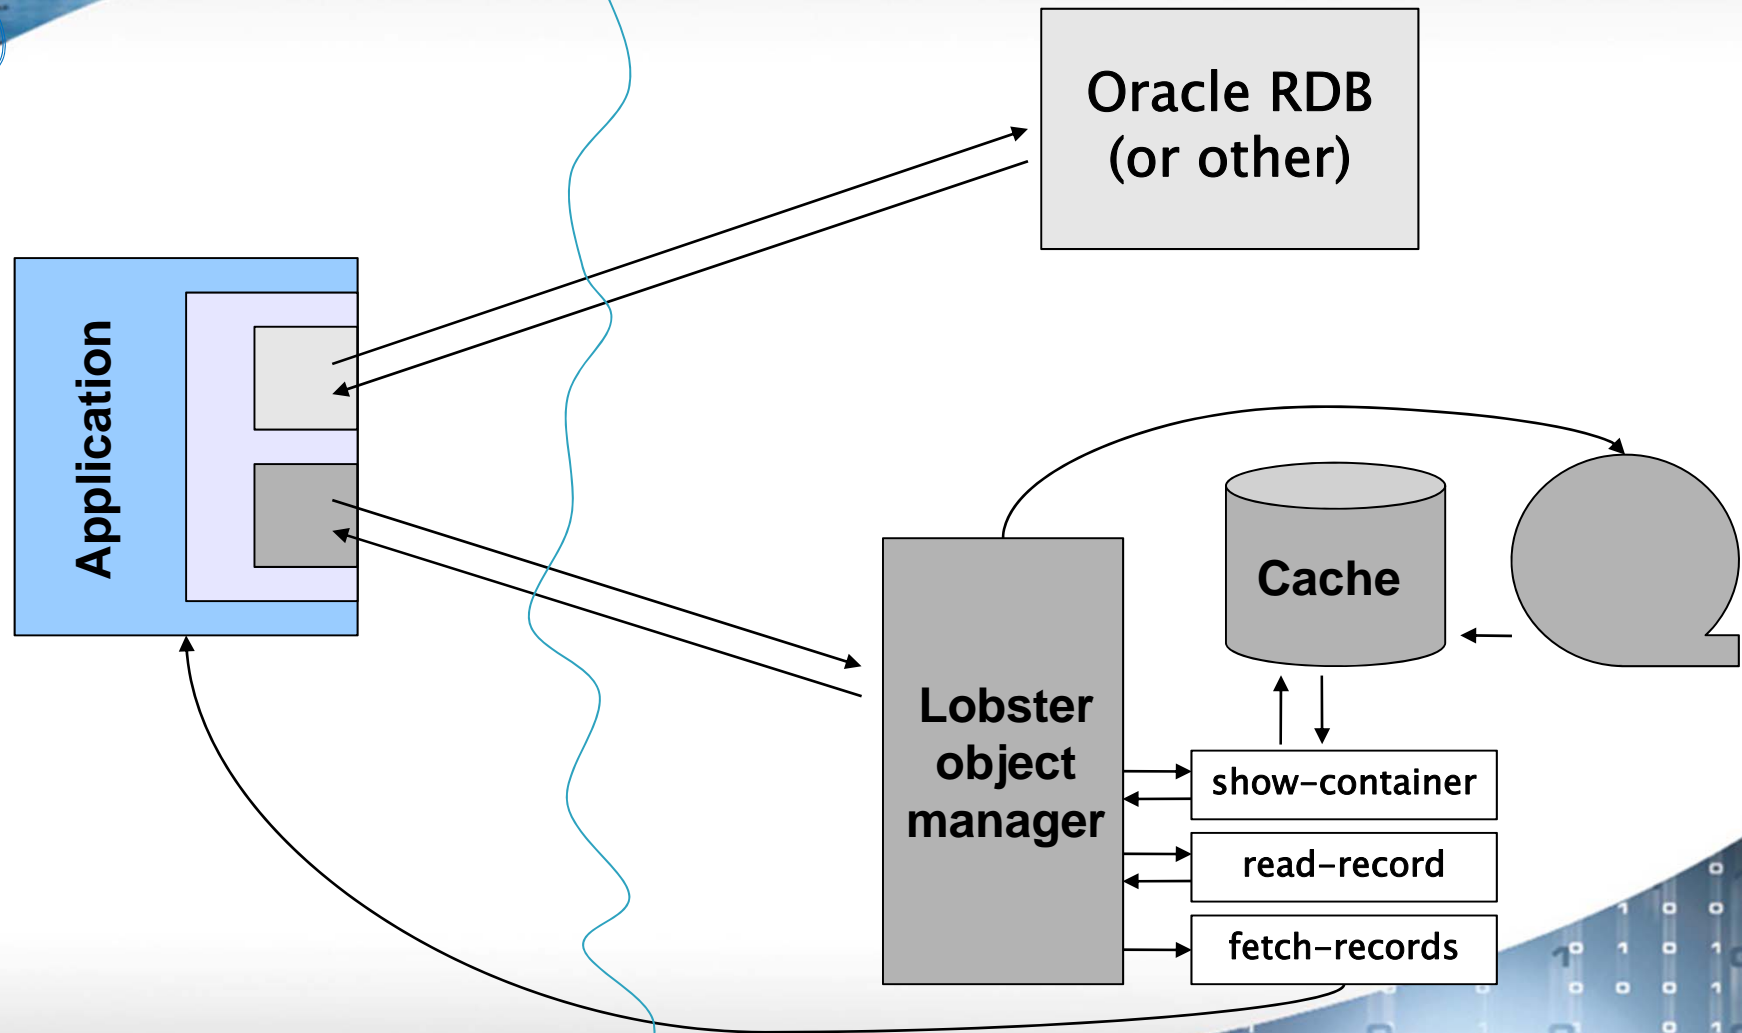 Oracle RDB
(or other)
Application
Cache
Lobster
object
manager
show-container
read-record
fetch-records